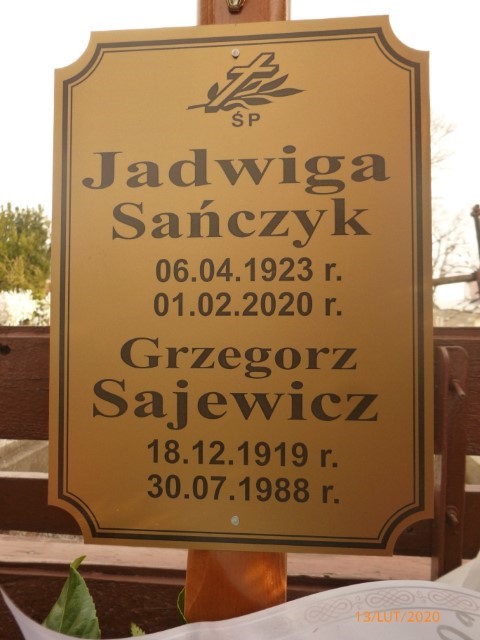 ŚP
Jadwiga
Sańczyk
06.04.1923 r.
01.02.2020 r.
Grzegorz
Sajewicz
18.12.1919 r.
30.07.1988 r.
13/LUT/2020